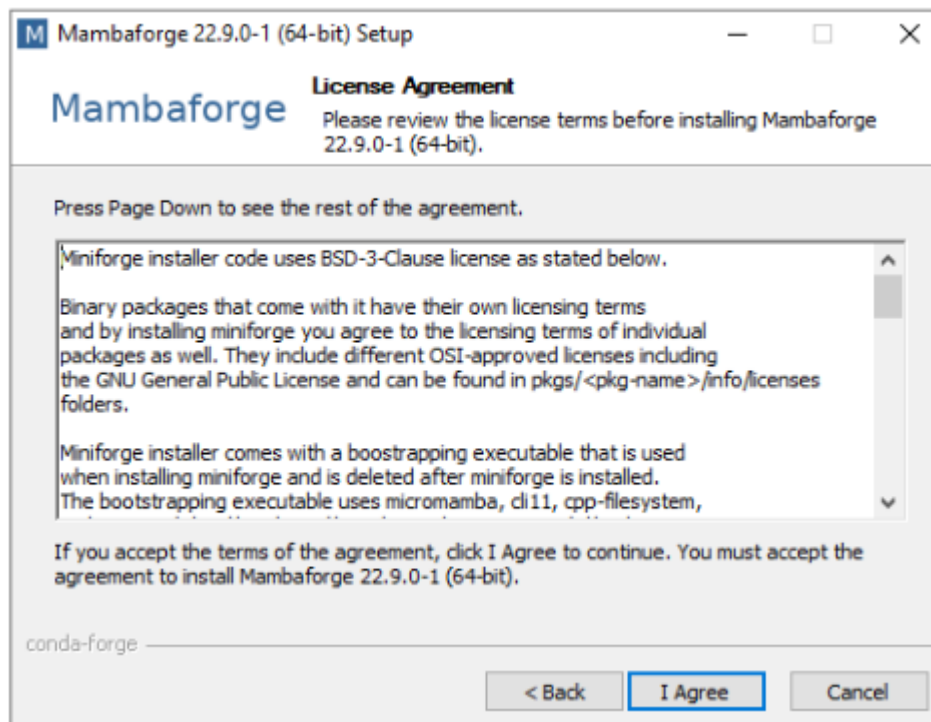 M Mambaforge 22.9.0-1 (64-bit) Setup
Mambaforge
License Agreement
Please review the license terms before installing Mambaforge
22.9.0-1 (64-bit).
Press Page Down to see the rest of the agreement.
Miniforge installer code uses BSD-3-Clause license as stated below.
Binary packages that come with it have their own licensing terms
and by installing miniforge you agree to the licensing terms of individual
packages as well. They include different OSI-approved licenses including
the GNU General Public License and can be found in pkgs/<pkg-name>/info/licenses
folders.
Miniforge installer comes with a boostrapping executable that is used
when installing miniforge and is deleted after miniforge is installed.
The bootstrapping executable uses micromamba, cli11, cpp-filesystem,
If you accept the terms of the agreement, click I Agree to continue. You must accept the
agreement to install Mambaforge 22.9.0-1 (64-bit).
conda-forge
< Back I Agree Cancel